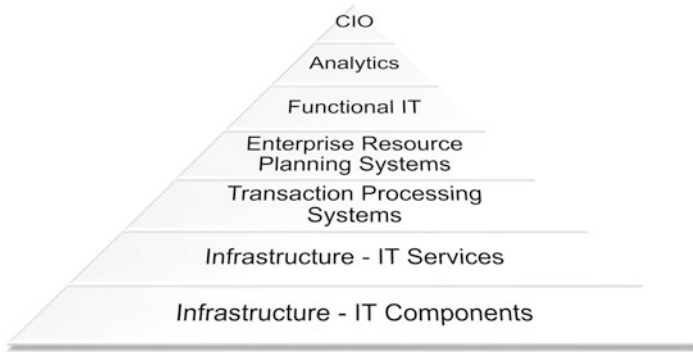 CIO
Analytics
Functional IT
Enterprise Resource
Planning Systems
Transaction Processing
Systems
Infrastructure - IT Services
Infrastructure - IT Components